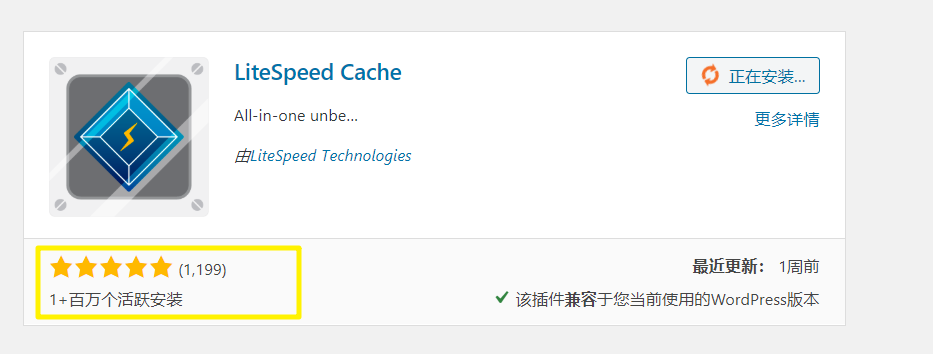 LiteSpeed Cache
正在安装...
All-in-one unbe...
更多详情
由LiteSpeed Technologies
(1,199)
最近更新： 1周前
1+百万个活跃安装
该插件兼容于您当前使用的WordPress版本